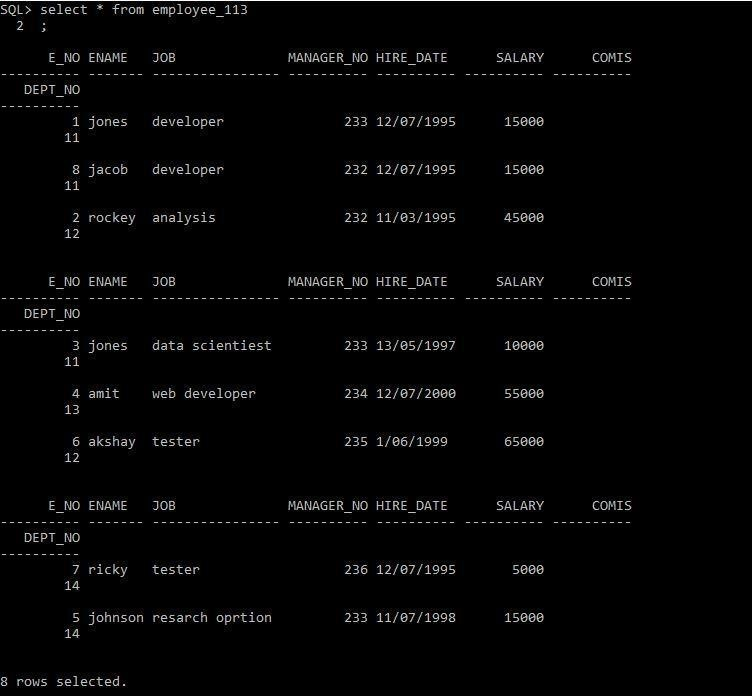 SQL> select * from employee_113
  2  ;

      E_NO ENAME   JOB              MANAGER_NO HIRE_DATE      SALARY      COMIS
---------- ------- ---------------- ---------- ---------- ---------- ----------
   DEPT_NO
----------
         1 jones   developer               233 12/07/1995      15000
        11

         8 jacob   developer               232 12/07/1995      15000
        11

         2 rockey  analysis                232 11/03/1995      45000
        12


      E_NO ENAME   JOB              MANAGER_NO HIRE_DATE      SALARY      COMIS
---------- ------- ---------------- ---------- ---------- ---------- ----------
   DEPT_NO
----------
         3 jones   data scientiest         233 13/05/1997      10000
        11

         4 amit    web developer           234 12/07/2000      55000
        13

         6 akshay  tester                  235 1/06/1999       65000
        12


      E_NO ENAME   JOB              MANAGER_NO HIRE_DATE      SALARY      COMIS
---------- ------- ---------------- ---------- ---------- ---------- ----------
   DEPT_NO
----------
         7 ricky   tester                  236 12/07/1995       5000
        14

         5 johnson resarch oprtion         233 11/07/1998      15000
        14


8 rows selected.